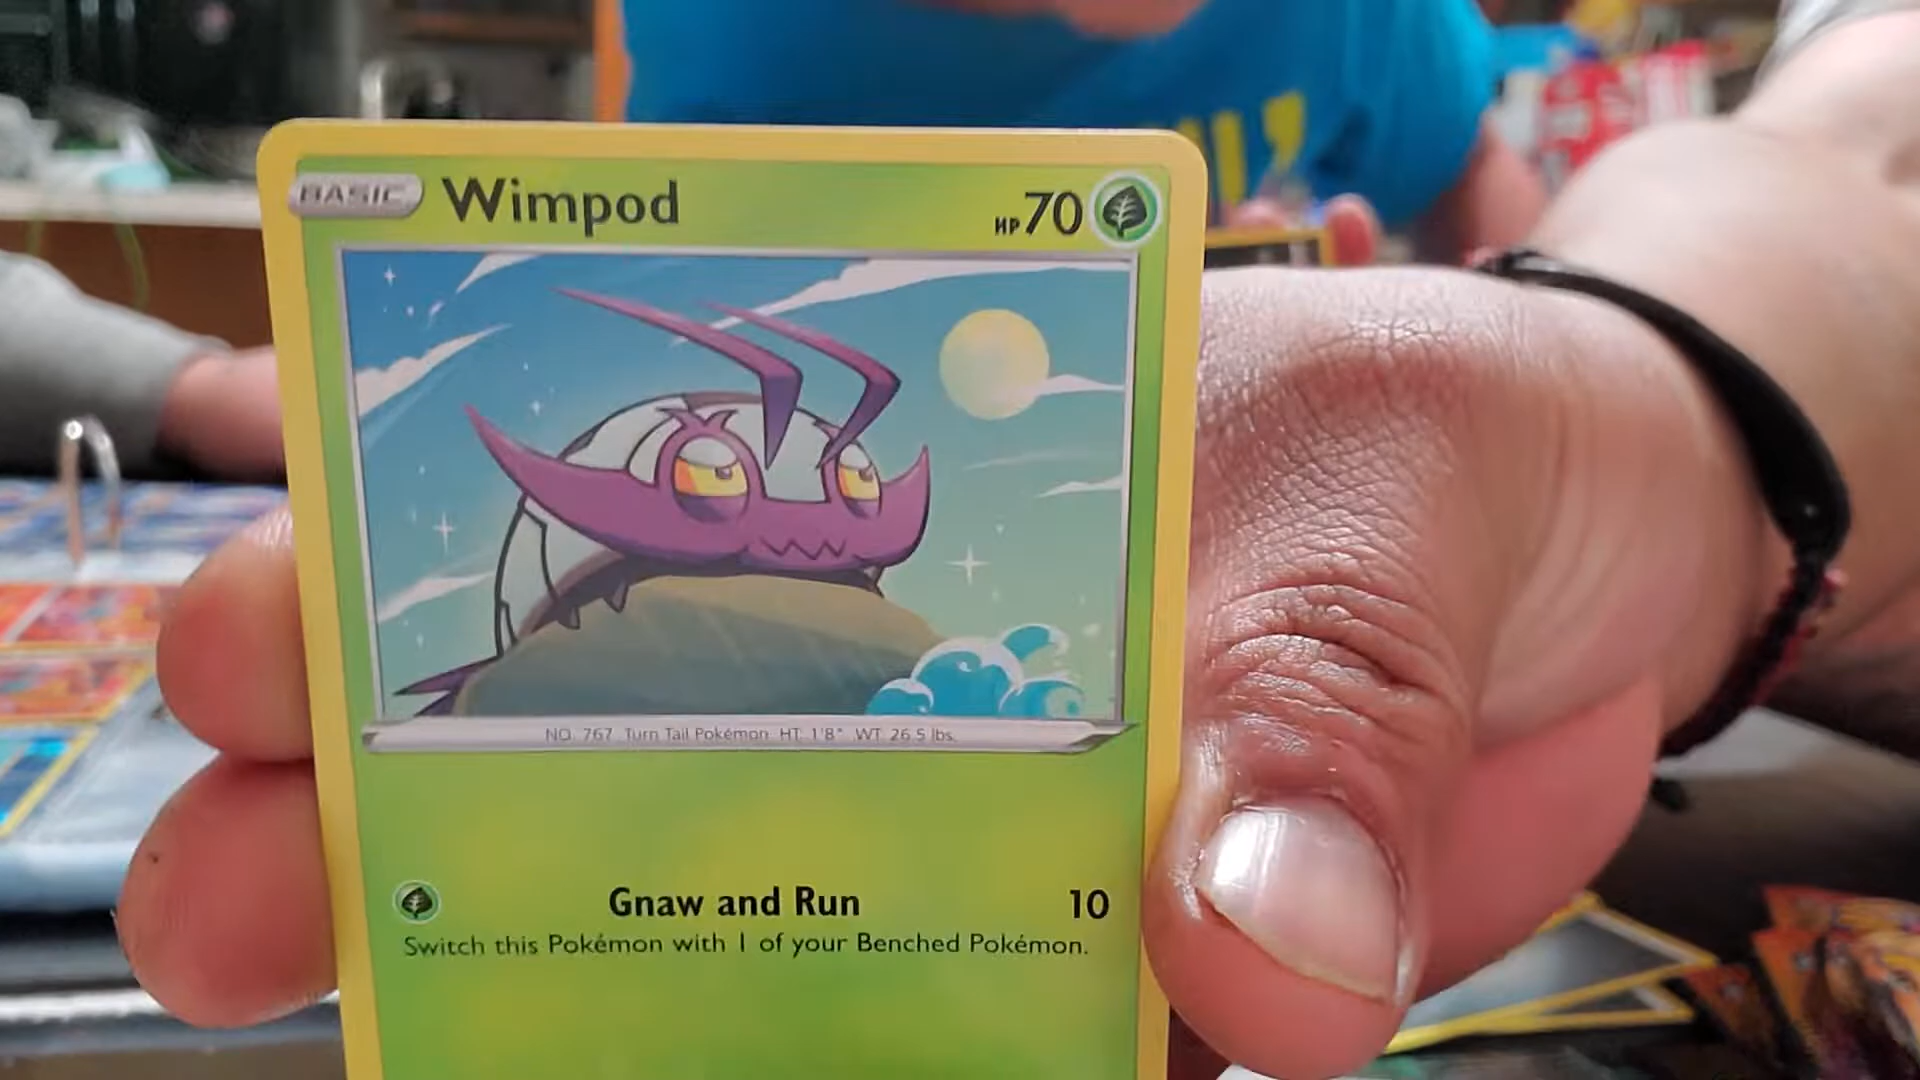 BASIC Wimpod HP70
NO. 767 Turn Tail Pokémon HT: 1'8" WT: 26.5 lbs.
Gnaw and Run 10
Switch this Pokémon with 1 of your Benched Pokémon.